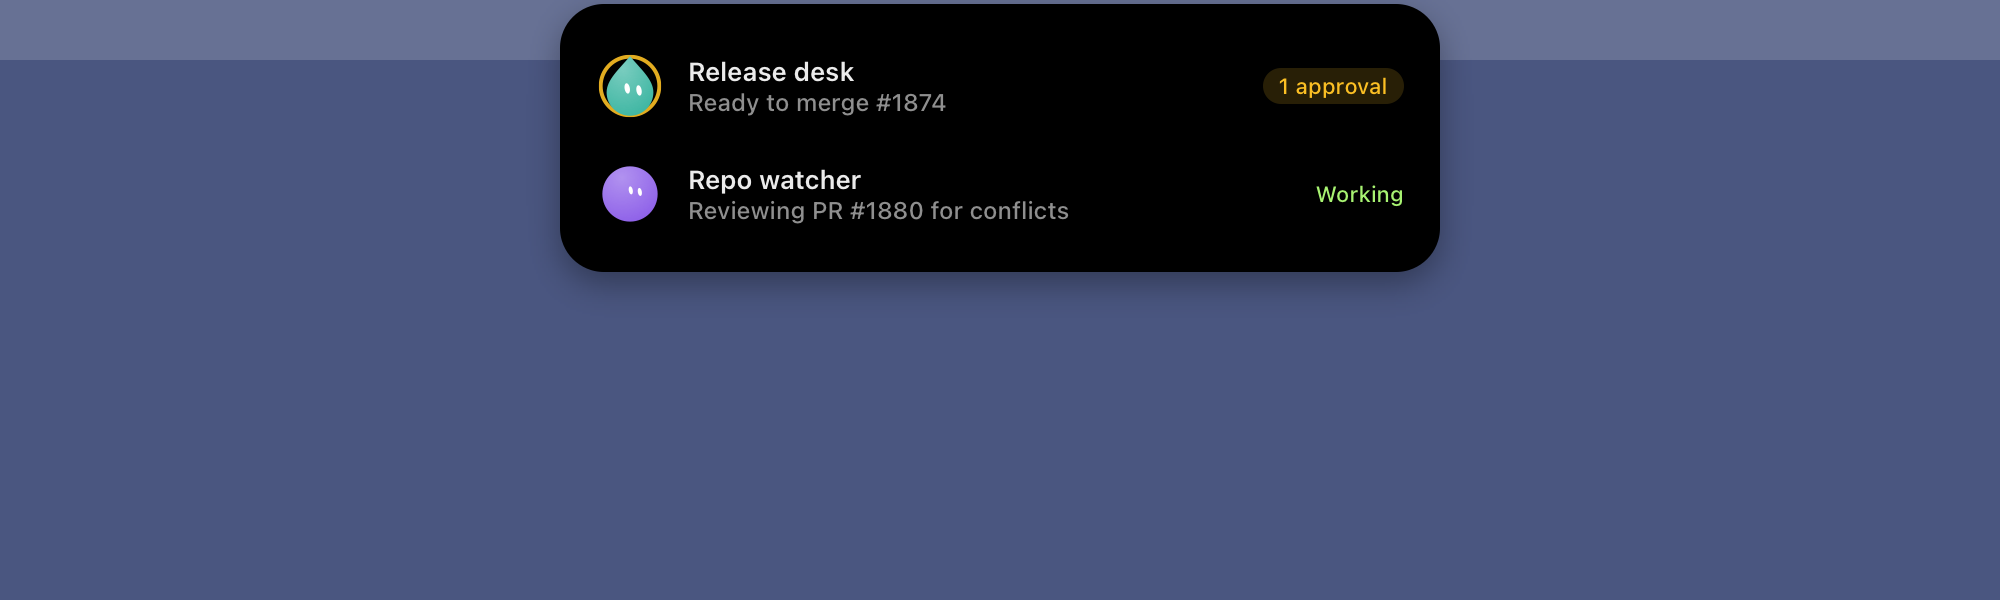 Release desk
Ready to merge #1874
1 approval
Repo watcher
Reviewing PR #1880 for conflicts
Working